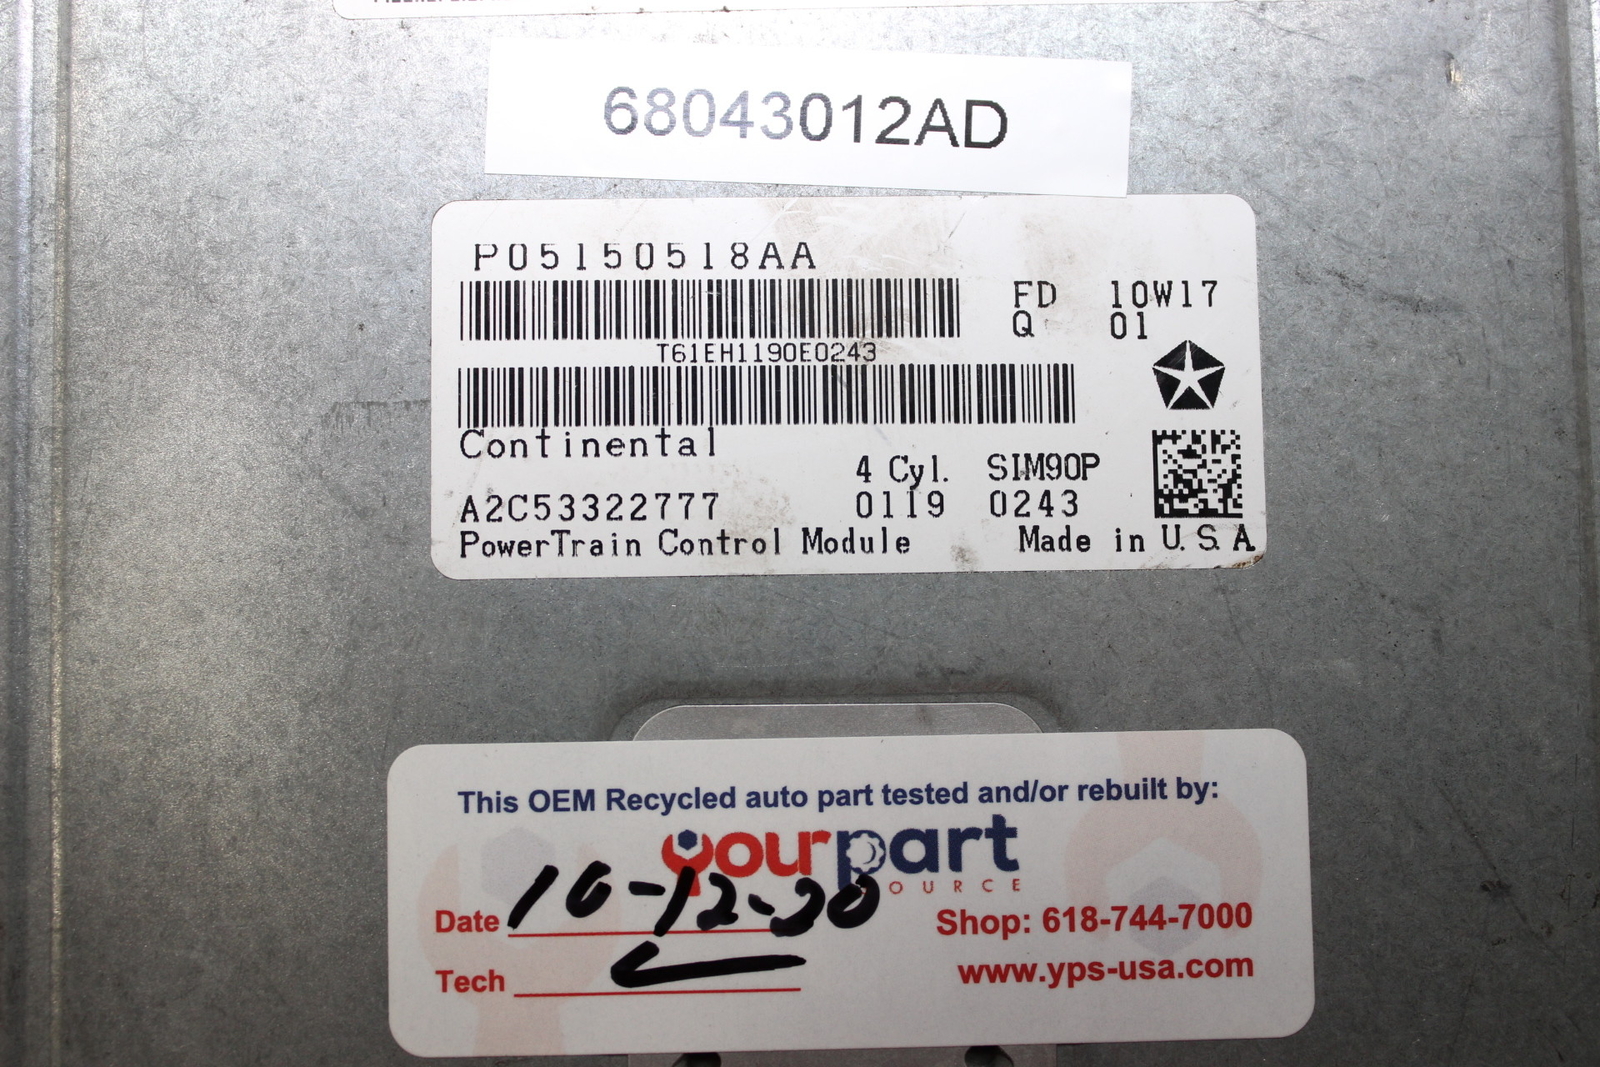 68043012AD
P05150518AA
FD 10W17
Q 01
T61EH1190E0243
Continental
4 Cyl. SIM90P
A2C53322777 0119 0243
PowerTrain Control Module Made in U.S.A
This OEM Recycled auto part tested and/or rebuilt by:
yourpart
OURCE
Date 10-12-20
Shop: 618-744-7000
Tech
www.yps-usa.com